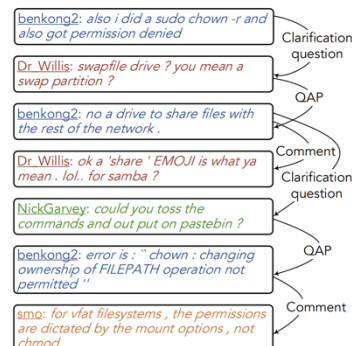 benkong2: also i did a sudo chown -r and
also got permission denied
Clarification
question
Dr_Willis: swapfile drive ? you mean a
swap partition ?
QAP
benkong2: no a drive to share files with
the rest of the network .
Comment
Dr_Willis: ok a 'share ' EMOJI is what ya
mean . lol.. for samba ?
Clarification
question
NickGarvey: could you toss the
commands and out put on pastebin ?
QAP
benkong2: error is : `` chown : changing
ownership of FILEPATH operation not
permitted ''
Comment
smo: for vfat filesystems , the permissions
are dictated by the mount options , not
chmod